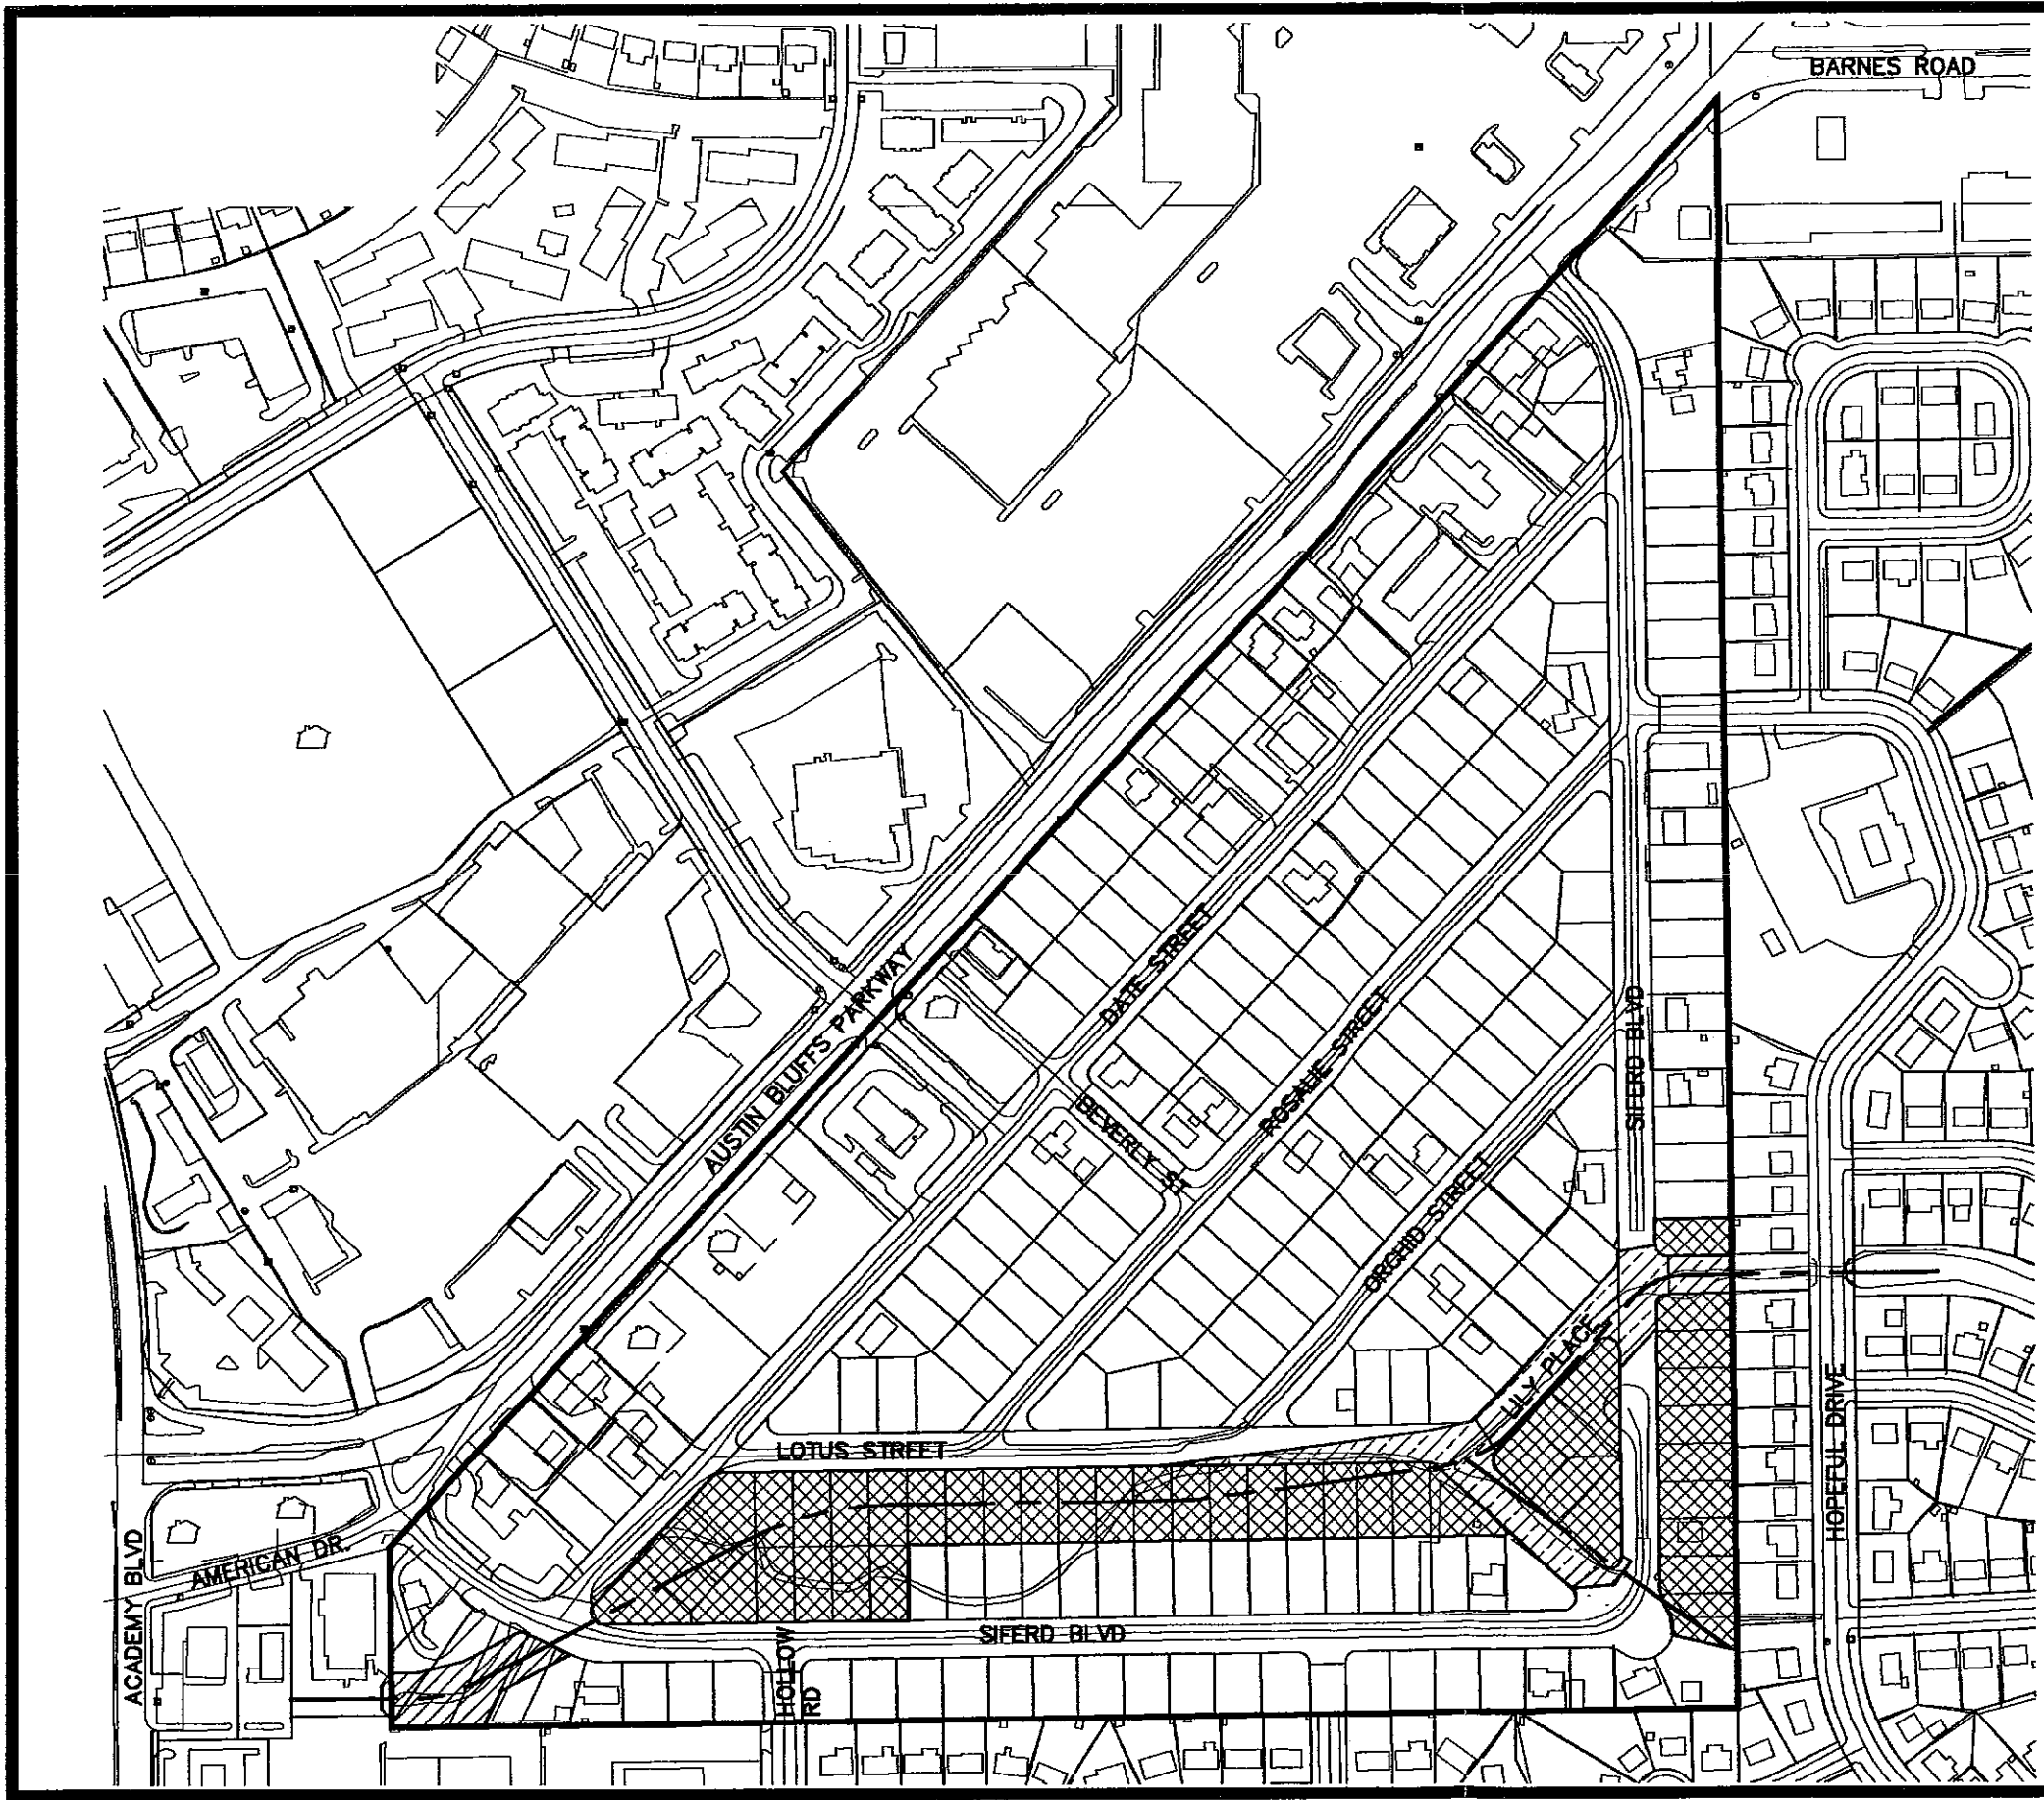 BARNES ROAD
AUSTIN BLUFFS PARKWAY
DATE STREET
BEVERLY ST
ROSALIE STREET
ORCHID STREET
SIFERD BLVD
LILY PLACE
HOPEFUL DRIVE
LOTUS STREET
ACADEMY BLVD
AMERICAN DR.
SIFERD BLVD
HOLLOW
RD